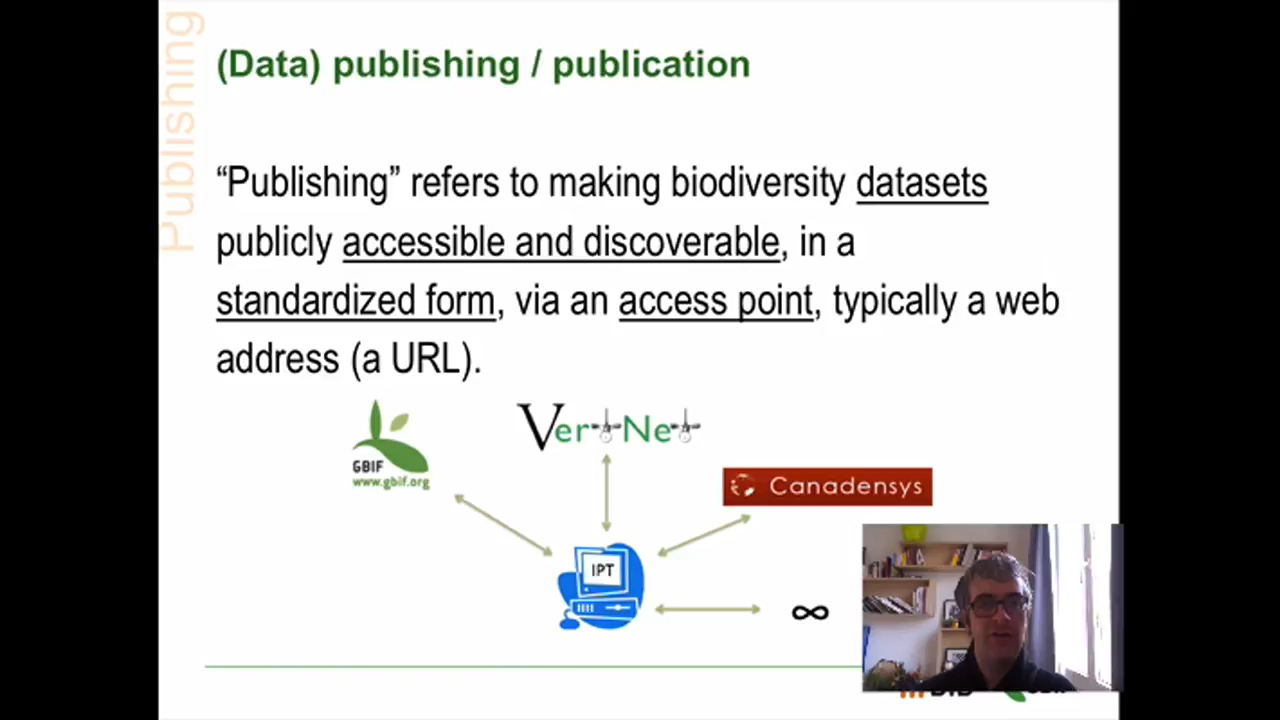 Publishing
(Data) publishing / publication
“Publishing” refers to making biodiversity datasets
publicly accessible and discoverable, in a
standardized form, via an access point, typically a web
address (a URL).
VertNet
GBIF
www.gbif.org
Canadensys
IPT
∞